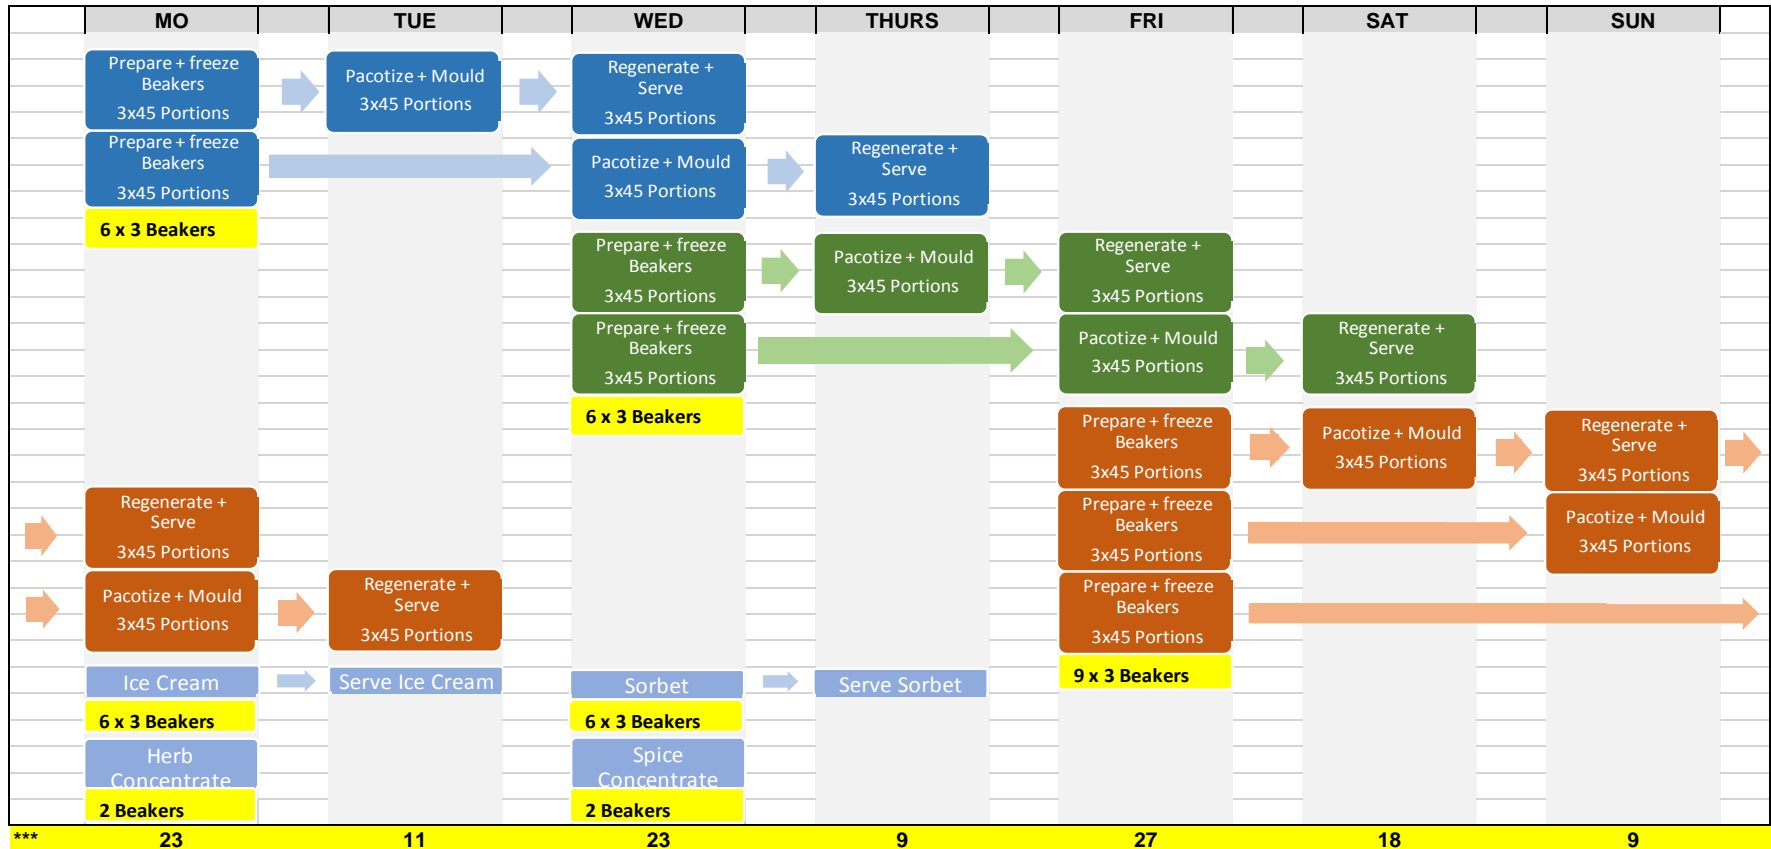 MO TUE WED THURS FRI SAT SUN
Prepare + freeze
Beakers
3x45 Portions
Pacotize + Mould
3x45 Portions
Regenerate +
Serve
3x45 Portions
Prepare + freeze
Beakers
3x45 Portions
Pacotize + Mould
3x45 Portions
Regenerate +
Serve
3x45 Portions
6 x 3 Beakers
Prepare + freeze
Beakers
3x45 Portions
Pacotize + Mould
3x45 Portions
Regenerate +
Serve
3x45 Portions
Prepare + freeze
Beakers
3x45 Portions
Pacotize + Mould
3x45 Portions
Regenerate +
Serve
3x45 Portions
6 x 3 Beakers
Prepare + freeze
Beakers
3x45 Portions
Pacotize + Mould
3x45 Portions
Regenerate +
Serve
3x45 Portions
Regenerate +
Serve
3x45 Portions
Prepare + freeze
Beakers
3x45 Portions
Pacotize + Mould
3x45 Portions
Pacotize + Mould
3x45 Portions
Regenerate +
Serve
3x45 Portions
Prepare + freeze
Beakers
3x45 Portions
9 x 3 Beakers
Ice Cream
Serve Ice Cream
Sorbet
Serve Sorbet
6 x 3 Beakers
6 x 3 Beakers
Herb
Concentrate
Spice
Concentrate
2 Beakers
2 Beakers
*** 23 11 23 9 27 18 9